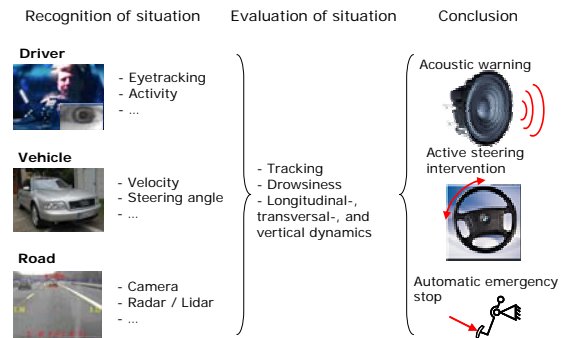 Recognition of situation
Evaluation of situation
Conclusion
Driver
- Eyetracking
- Activity
- ...
Vehicle
- Velocity
- Steering angle
- ...
Road
- Camera
- Radar / Lidar
- ...
- Tracking
- Drowsiness
- Longitudinal-,
transversal-, and
vertical dynamics
Acoustic warning
Active steering
intervention
Automatic emergency
stop